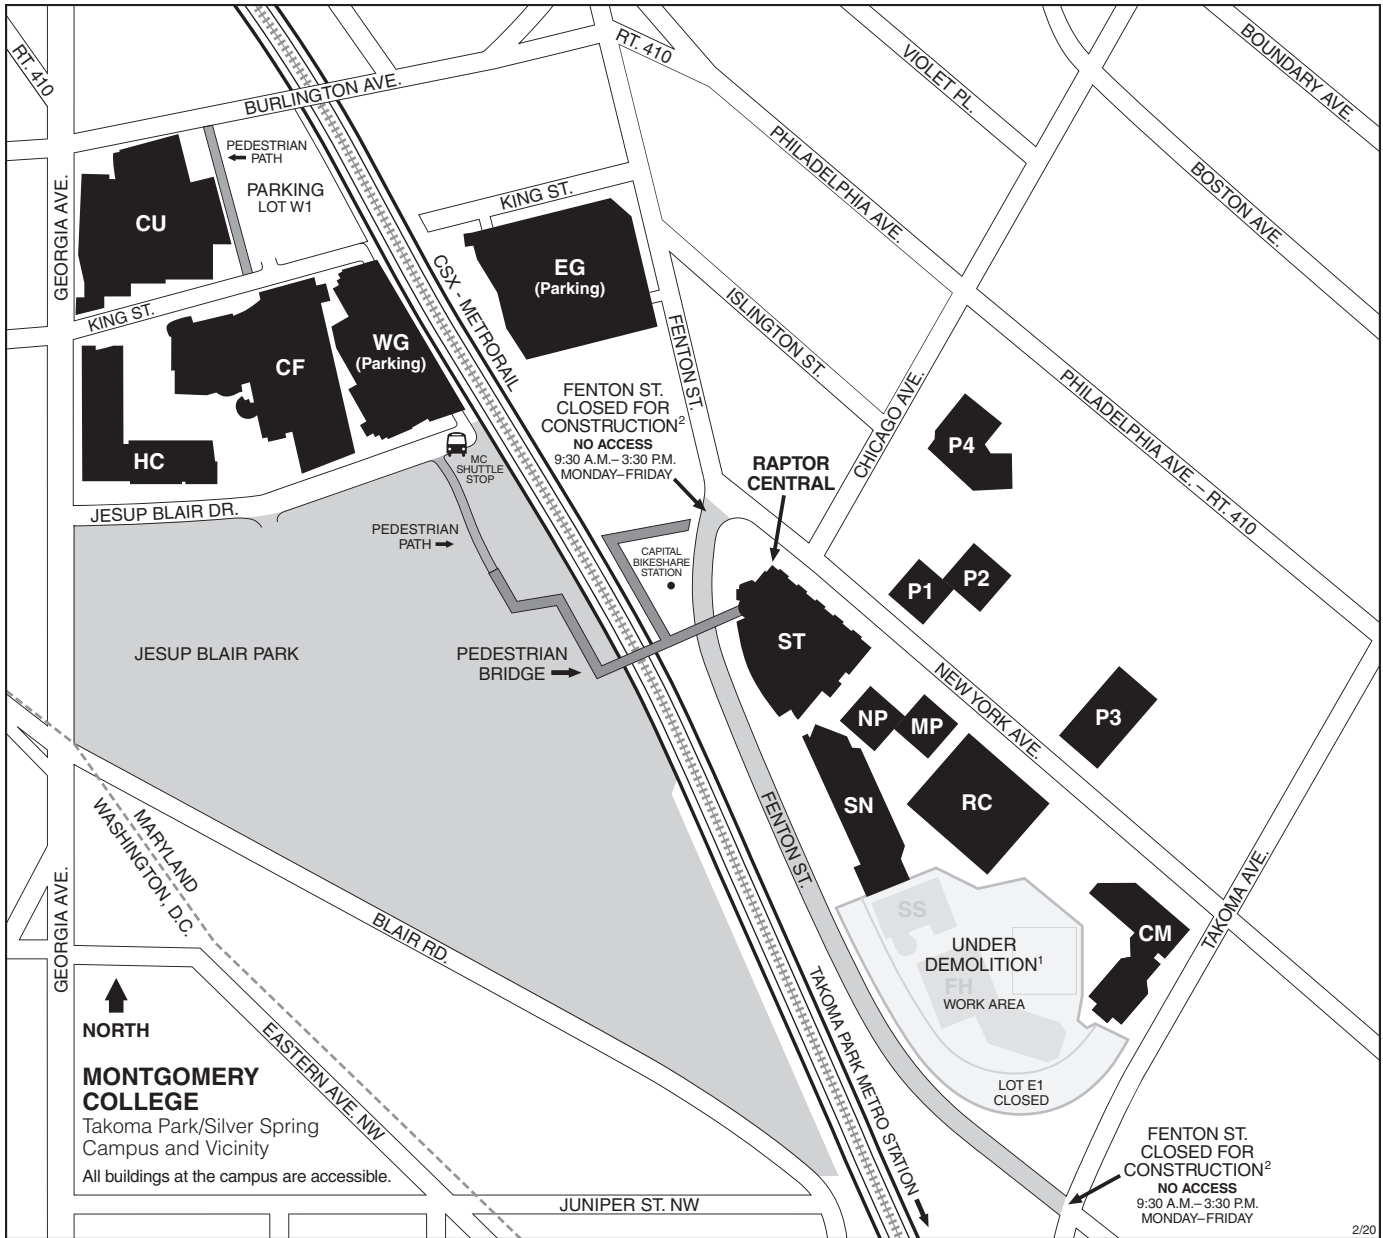 RT. 410
BURLINGTON AVE.
RT. 410
VIOLET PL.
BOUNDARY AVE.
PEDESTRIAN
PATH
PARKING
LOT W1
CU
GEORGIA AVE.
KING ST.
KING ST.
PHILADELPHIA AVE.
BOSTON AVE.
CSX - METRORAIL
EG
(Parking)
ISLINGTON ST.
FENTON ST.
WG
(Parking)
CF
HC
FENTON ST.
CLOSED FOR
CONSTRUCTION²
NO ACCESS
9:30 A.M.– 3:30 P.M.
MONDAY–FRIDAY
CHICAGO AVE.
PHILADELPHIA AVE. – RT. 410
P4
RAPTOR
CENTRAL
MC
SHUTTLE
STOP
JESUP BLAIR DR.
PEDESTRIAN
PATH
CAPITAL
BIKESHARE
STATION
P1
P2
ST
JESUP BLAIR PARK
PEDESTRIAN
BRIDGE
NEW YORK AVE.
NP
MP
P3
SN
RC
FENTON ST.
MARYLAND
WASHINGTON, D.C.
GEORGIA AVE.
BLAIR RD.
SS
UNDER
DEMOLITION¹
FH
WORK AREA
CM
TAKOMA AVE.
TAKOMA PARK METRO STATION
LOT E1
CLOSED
NORTH
EASTERN AVE. NW
MONTGOMERY
COLLEGE
Takoma Park/Silver Spring
Campus and Vicinity
All buildings at the campus are accessible.
JUNIPER ST. NW
FENTON ST.
CLOSED FOR
CONSTRUCTION²
NO ACCESS
9:30 A.M.– 3:30 P.M.
MONDAY–FRIDAY
2/20